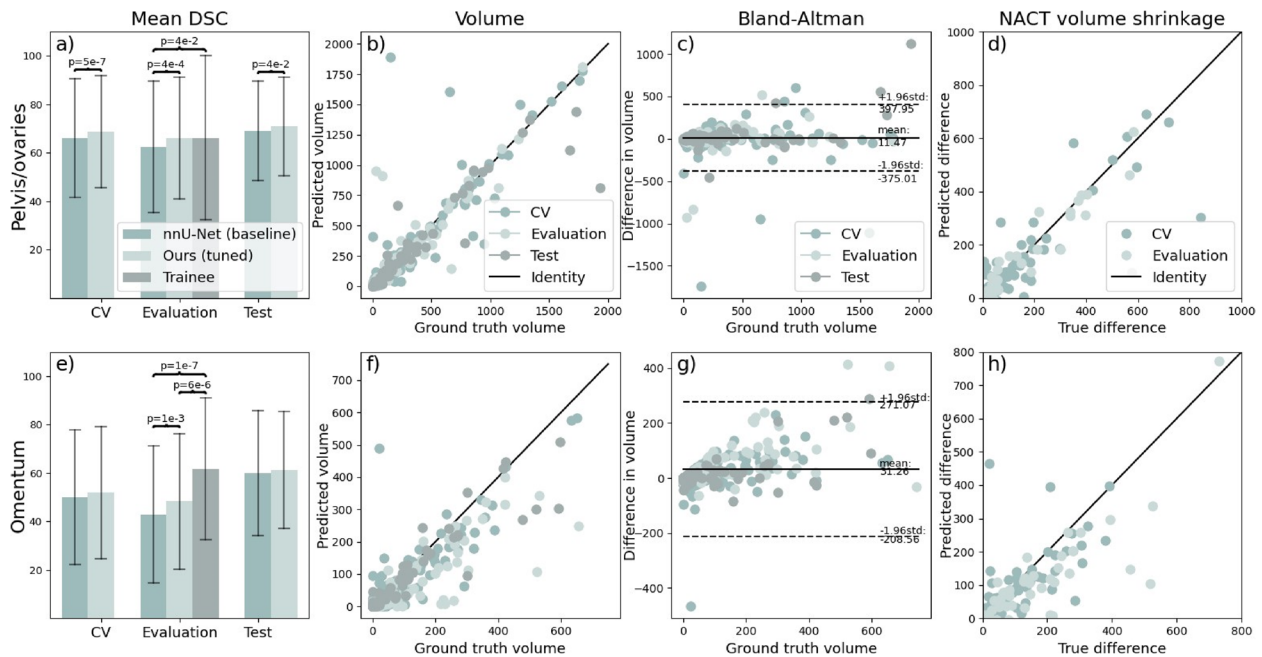 Mean DSC
Volume
Bland-Altman
NACT volume shrinkage
Pelvis/ovaries
a)
100
80
60
40
20
p=5e-7
p=4e-2
p=4e-4
p=4e-2
nnU-Net (baseline)
Ours (tuned)
Trainee
CV
Evaluation
Test
b)
Predicted volume
2000
1750
1500
1250
1000
750
500
250
0
CV
Evaluation
Test
Identity
0
500
1000
1500
2000
Ground truth volume
c)
Difference in volume
1000
500
0
−500
−1000
−1500
+1.96std:
397.95
mean:
11.47
-1.96std:
-375.01
CV
Evaluation
Test
0
500
1000
1500
2000
Ground truth volume
d)
Predicted difference
1000
800
600
400
200
0
CV
Evaluation
Identity
0
200
400
600
800
1000
True difference
Omentum
e)
100
80
60
40
20
p=1e-7
p=6e-6
p=1e-3
CV
Evaluation
Test
f)
Predicted volume
700
600
500
400
300
200
100
0
0
200
400
600
Ground truth volume
g)
Difference in volume
400
200
0
−200
−400
+1.96std:
271.07
mean:
31.26
-1.96std:
-208.56
0
200
400
600
800
Ground truth volume
h)
Predicted difference
800
700
600
500
400
300
200
100
0
0
200
400
600
800
True difference